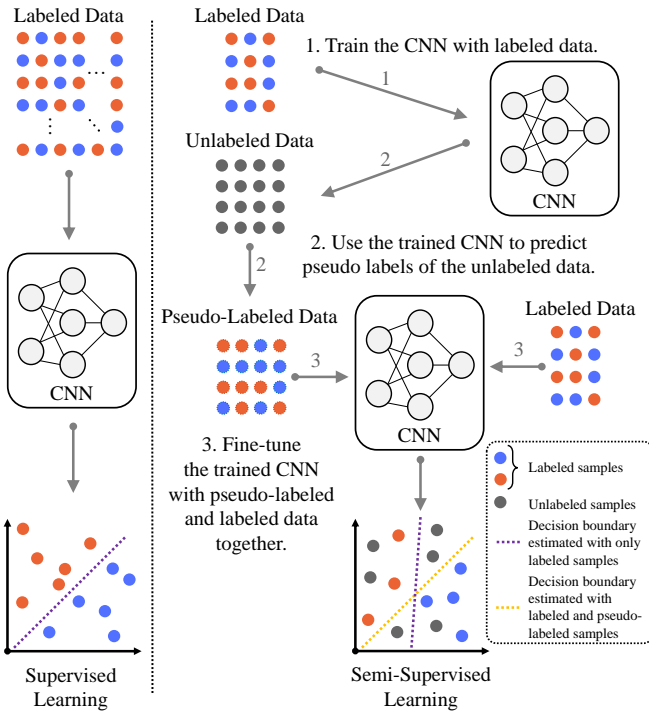 Labeled Data
...
CNN
Supervised
Learning
Labeled Data
1. Train the CNN with labeled data.
1
CNN
Unlabeled Data
2
2. Use the trained CNN to predict
pseudo labels of the unlabeled data.
2
Pseudo-Labeled Data
3
CNN
Labeled Data
3
3. Fine-tune
the trained CNN
with pseudo-labeled
and labeled data
together.
Labeled samples
Unlabeled samples
Decision boundary
estimated with only
labeled samples
Decision boundary
estimated with
labeled and pseudo-
labeled samples
Semi-Supervised
Learning